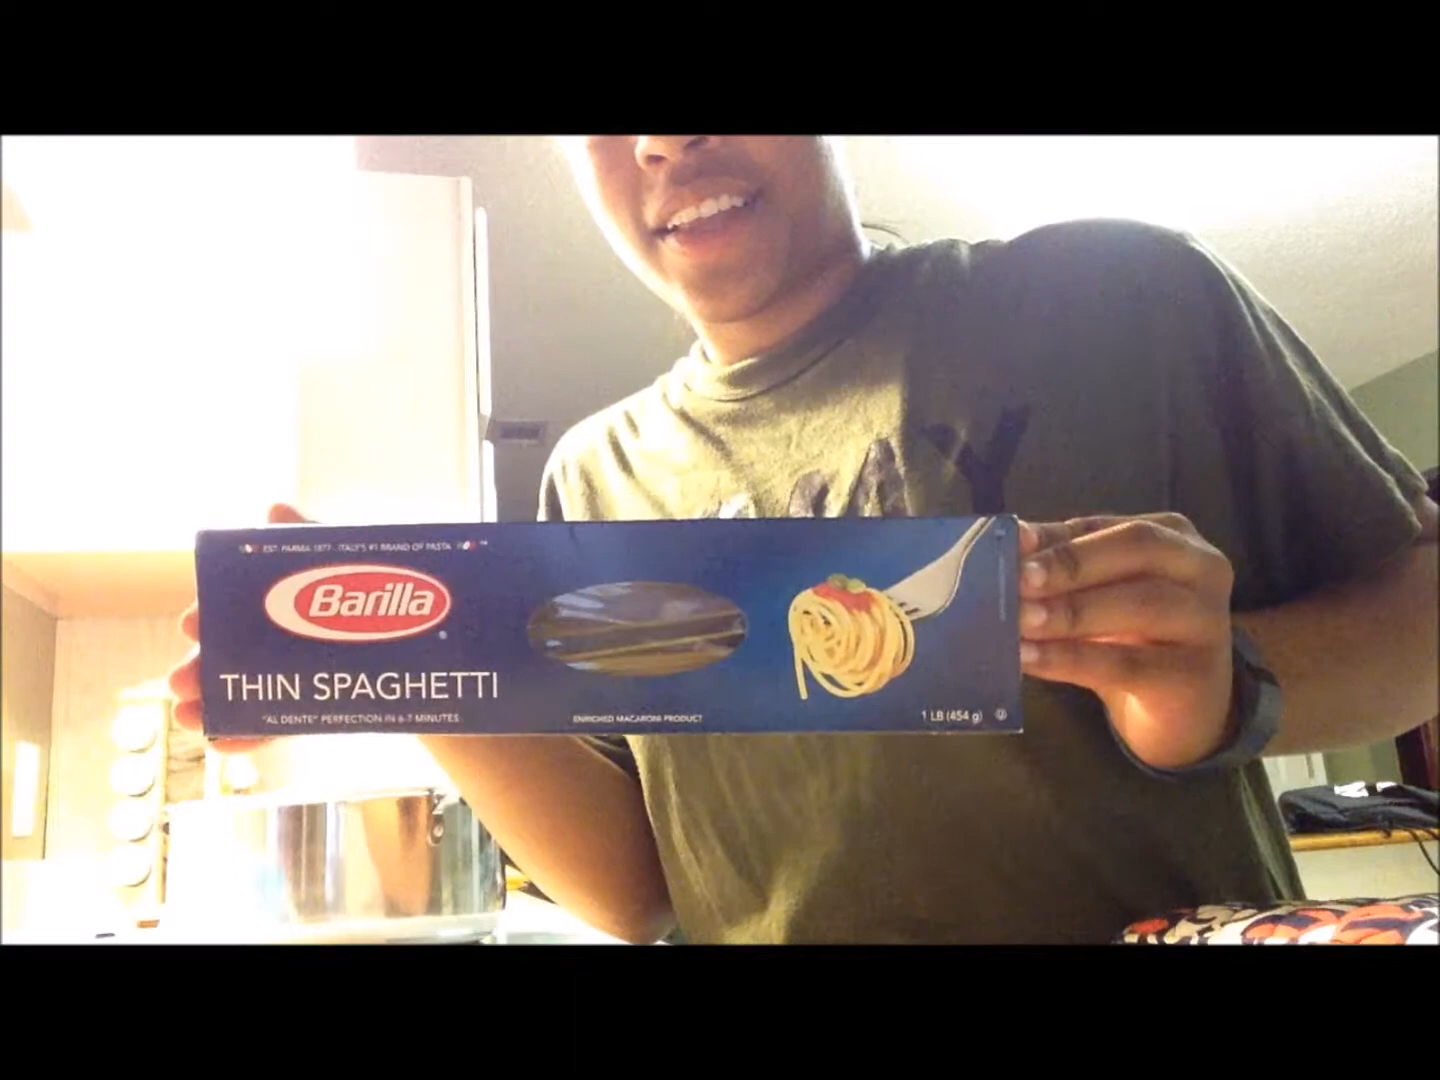 EST. PARMA 1877 - ITALY'S #1 BRAND OF PASTA
Barilla
THIN SPAGHETTI
"AL DENTE" PERFECTION IN 6-7 MINUTES
ENRICHED MACARONI PRODUCT
1 LB (454 g)